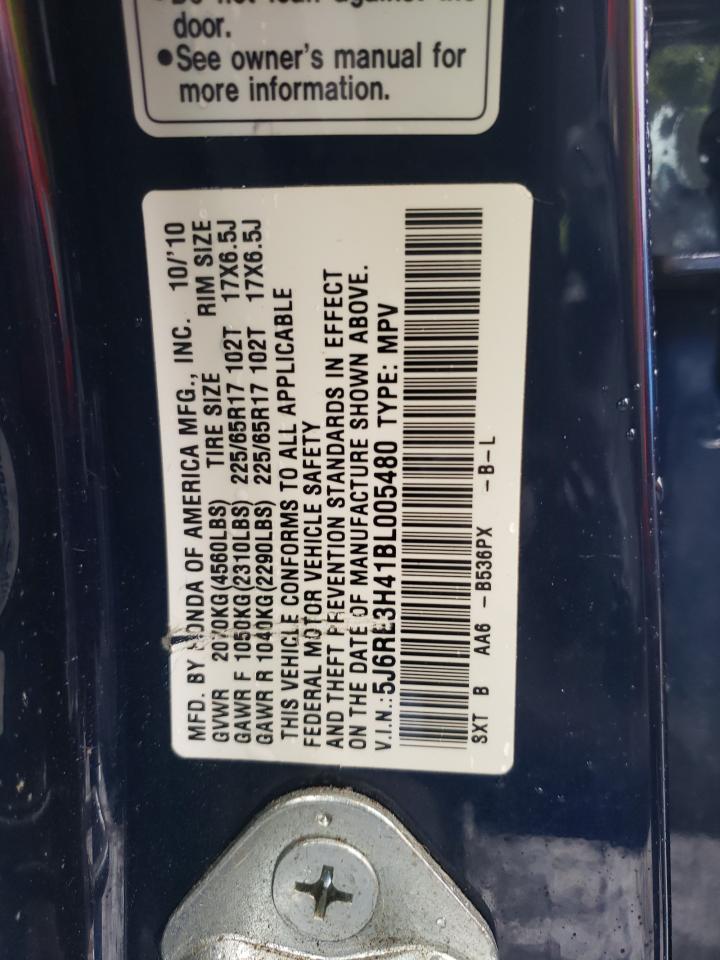 door.
•See owner's manual for
more information.
MFD. BY HONDA OF AMERICA MFG., INC. 10/'10
GVWR 2070KG(4560LBS) TIRE SIZE RIM SIZE
GAWR F 1050KG(2310LBS) 225/65R17 102T 17X6.5J
GAWR R 1040KG(2290LBS) 225/65R17 102T 17X6.5J
THIS VEHICLE CONFORMS TO ALL APPLICABLE
FEDERAL MOTOR VEHICLE SAFETY
AND THEFT PREVENTION STANDARDS IN EFFECT
ON THE DATE OF MANUFACTURE SHOWN ABOVE.
V.I.N.:5J6RE3H41BL005480 TYPE: MPV
SXT B AA6 -B536PX -B-L